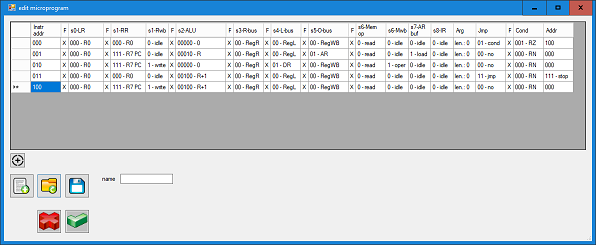 edit microprogram
Instr addr F s0-LR F s1-RR s1-Rwb F s2-ALU F s3-R-bus F s4-L-bus F s5-O-bus F s6-Mem op s6-Mwb s7-AR buf s8-IR Arg Jmp F Cond Addr
000 X 000 - R0 X 000 - R0 0 - idle X 00000 - 0 X 00 - RegR X 00 - RegL X 00 - RegWB X 0 - read 0 - idle 0 - idle 0 - idle len.: 0 01 - cond X 001 - RZ 100
001 X 000 - R0 X 111 - R7 PC 0 - idle X 00010 - R X 00 - RegR X 00 - RegL X 01 - AR X 0 - read 0 - idle 1 - load 0 - idle len.: 0 00 - no X 000 - RN 000
010 X 000 - R0 X 111 - R7 PC 1 - write X 00000 - 0 X 00 - RegR X 01 - DR X 00 - RegWB X 0 - read 1 - oper 0 - idle 0 - idle len.: 0 00 - no X 000 - RN 000
011 X 000 - R0 X 000 - R0 0 - idle X 00100 - R+1 X 00 - RegR X 00 - RegL X 00 - RegWB X 0 - read 0 - idle 0 - idle 0 - idle len.: 0 11 - jmp X 000 - RN 111 - stop
100 X 000 - R0 X 111 - R7 PC 1 - write X 00100 - R+1 X 00 - RegR X 00 - RegL X 00 - RegWB X 0 - read 0 - idle 0 - idle 0 - idle len.: 0 00 - no X 000 - RN 000
name